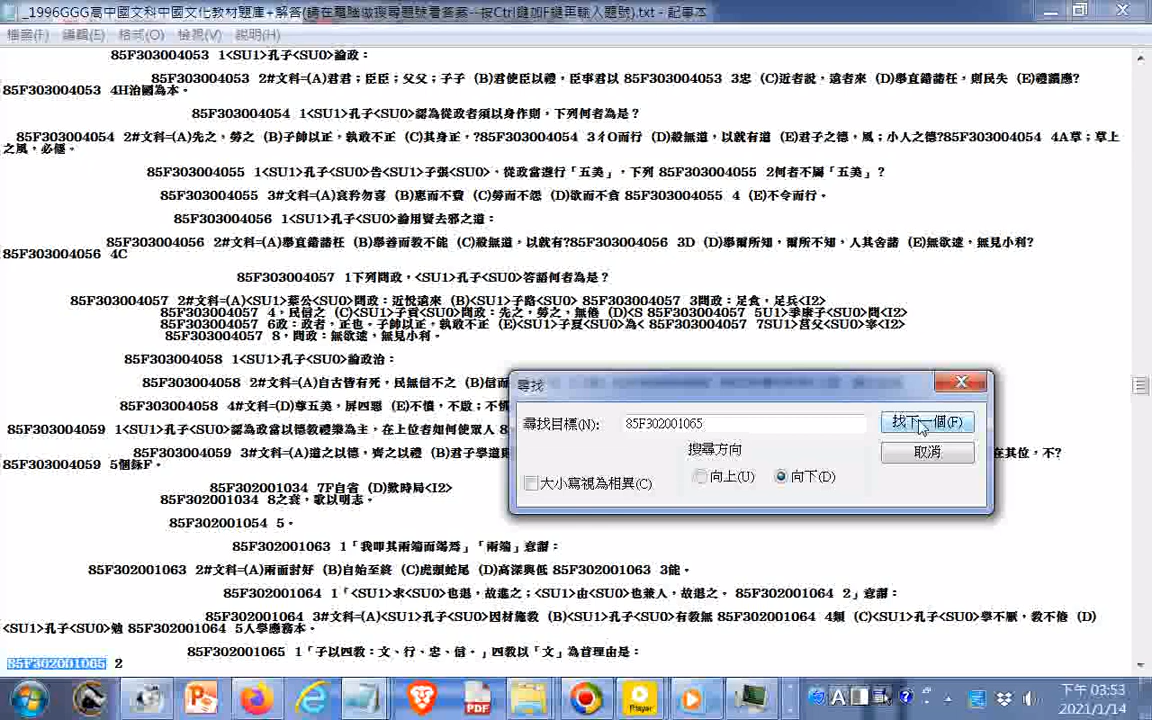 _1996GGG高中國文科中國文化教材題庫+解答(請在電腦做搜尋題號看答案--按Ctrl鍵加F鍵再輸入題號).txt - 記事本
檔案(F) 編輯(E) 格式(O) 檢視(V) 說明(H)
85F303004053 1<SU1>孔子<SU0>論政：
85F303004053 2#文科=(A)君君；臣臣；父父；子子 (B)君使臣以禮，臣事君以 85F303004053 3忠 (C)近者說，遠者來 (D)舉直錯諸枉，則民失 (E)禮讓應?
85F303004053 4H治國為本。
85F303004054 1<SU1>孔子<SU0>認為從政者須以身作則，下列何者為是？
85F303004054 2#文科=(A)先之，勞之 (B)子帥以正，孰敢不正 (C)其身正，?85F303004054 3ㄔO而行 (D)殺無道，以就有道 (E)君子之德，風；小人之德?85F303004054 4A草；草上
之風，必偃。
85F303004055 1<SU1>孔子<SU0>告<SU1>子張<SU0>、從政當遵行「五美」，下列 85F303004055 2何者不屬「五美」？
85F303004055 3#文科=(A)哀矜勿喜 (B)惠而不費 (C)勞而不怨 (D)欲而不貪 85F303004055 4 (E)不令而行。
85F303004056 1<SU1>孔子<SU0>論用賢去邪之道：
85F303004056 2#文科=(A)舉直錯諸枉 (B)舉善而教不能 (C)殺無道，以就有?85F303004056 3D (D)舉爾所知，爾所不知，人其舍諸 (E)無欲速，無見小利?
85F303004056 4C
85F303004057 1下列問政，<SU1>孔子<SU0>答語何者為是？
85F303004057 2#文科=(A)<SU1>葉公<SU0>問政：近悅遠來 (B)<SU1>子路<SU0> 85F303004057 3問政：足食，足兵<I2>
85F303004057 4，民信之 (C)<SU1>子貢<SU0>問政：先之，勞之，無倦 (D)<S 85F303004057 5U1>季康子<SU0>問<I2>
85F303004057 6政：政者，正也。子帥以正，孰敢不正 (E)<SU1>子夏<SU0>為< 85F303004057 7SU1>莒父<SU0>宰<I2>
85F303004057 8，問政：無欲速，無見小利。
85F303004058 1<SU1>孔子<SU0>論政治：
85F303004058 2#文科=(A)自古皆有死，民無信不之 (B)信而
85F303004058 4#文科=(D)尊五美，屏四惡 (E)不憤，不啟；不悱
85F303004059 1<SU1>孔子<SU0>認為政當以德教禮樂為主，在上位者如何使眾人
85F303004059 3#文科=(A)道之以德，齊之以禮 (B)君子學道則 在其位，不?
85F303004059 5個銢F。
85F302001034 7F自省 (D)歎時局<I2>
85F302001034 8之衰，歌以明志。
85F302001054 5。
85F302001063 1「我叩其兩端而竭焉」「兩端」意謂：
85F302001063 2#文科=(A)兩面討好 (B)自始至終 (C)虎頭蛇尾 (D)高深與低 85F302001063 3能。
85F302001064 1「<SU1>求<SU0>也退，故進之；<SU1>由<SU0>也兼人，故退之。 85F302001064 2」意謂：
85F302001064 3#文科=(A)<SU1>孔子<SU0>因材施教 (B)<SU1>孔子<SU0>有教無 85F302001064 4類 (C)<SU1>孔子<SU0>學不厭，教不倦 (D)
<SU1>孔子<SU0>勉 85F302001064 5人學應務本。
85F302001065 1「子以四教：文、行、忠、信。」四教以「文」為首理由是：
85F302001065 2
尋找
尋找目標(N): 85F302001065 找下一個(F)
搜尋方向 取消
大小寫視為相異(C) 向上(U) 向下(D)
PDF
Player
A
下午 03:53
2021/1/14